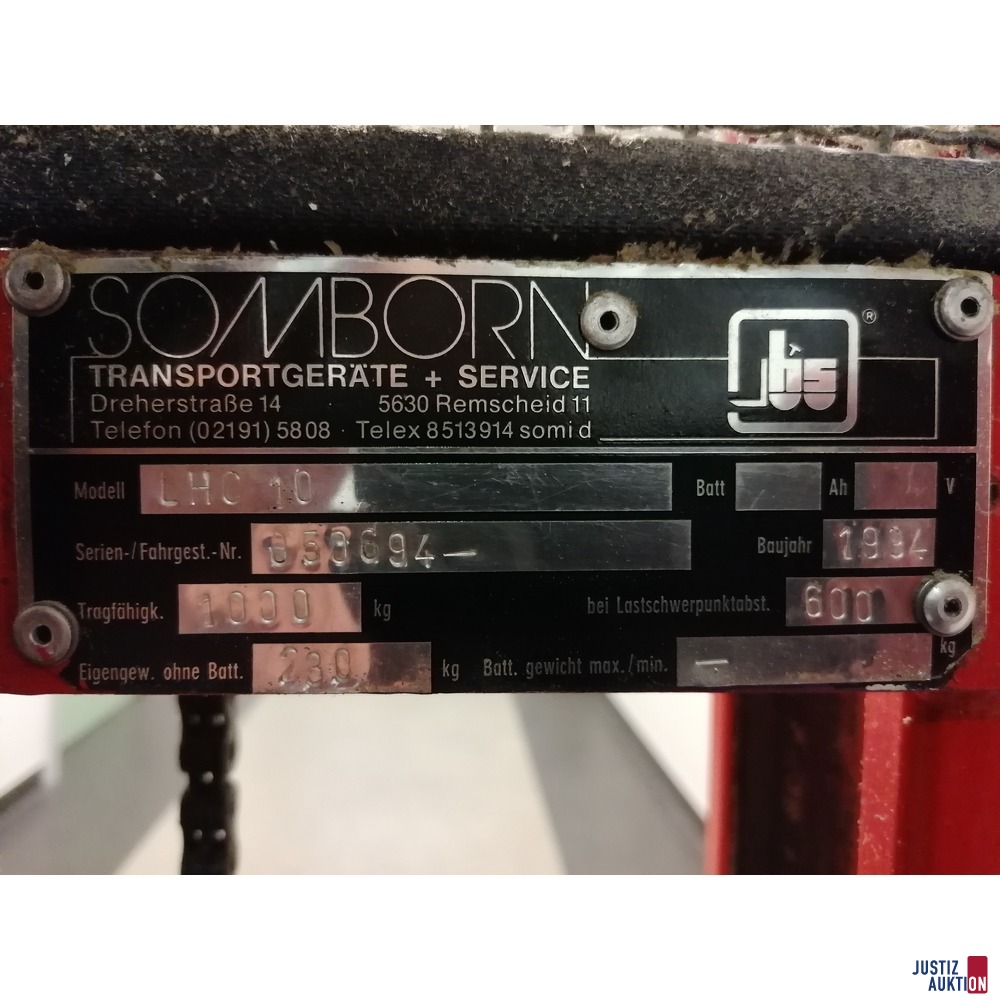 SOMBORN
TRANSPORTGERÄTE + SERVICE
Dreherstraße 14 5630 Remscheid 11
Telefon (02191) 5808 · Telex 8513914 somi d
jbs ®
Modell LHC 10 Batt Ah V
Serien-/Fahrgest.-Nr. Baujahr 1994
Tragfähigk. 1000 kg bei Lastschwerpunktabst. 600
Eigengew. ohne Batt. 230 kg Batt. gewicht max./min. — kg
JUSTIZ
AUKTION